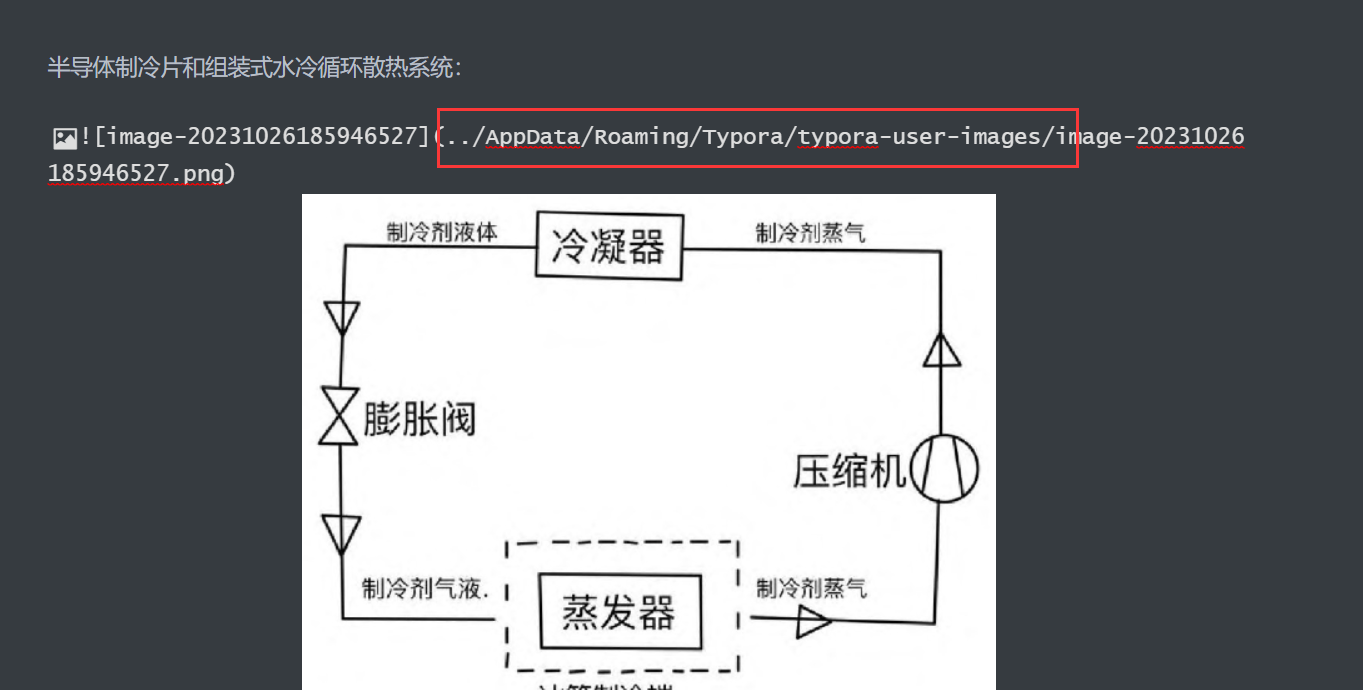 半导体制冷片和组装式水冷循环散热系统：
![image-20231026185946527](../AppData/Roaming/Typora/typora-user-images/image-20231026
185946527.png)
制冷剂液体
冷凝器
制冷剂蒸气
膨胀阀
压缩机
制冷剂气液.
蒸发器
制冷剂蒸气